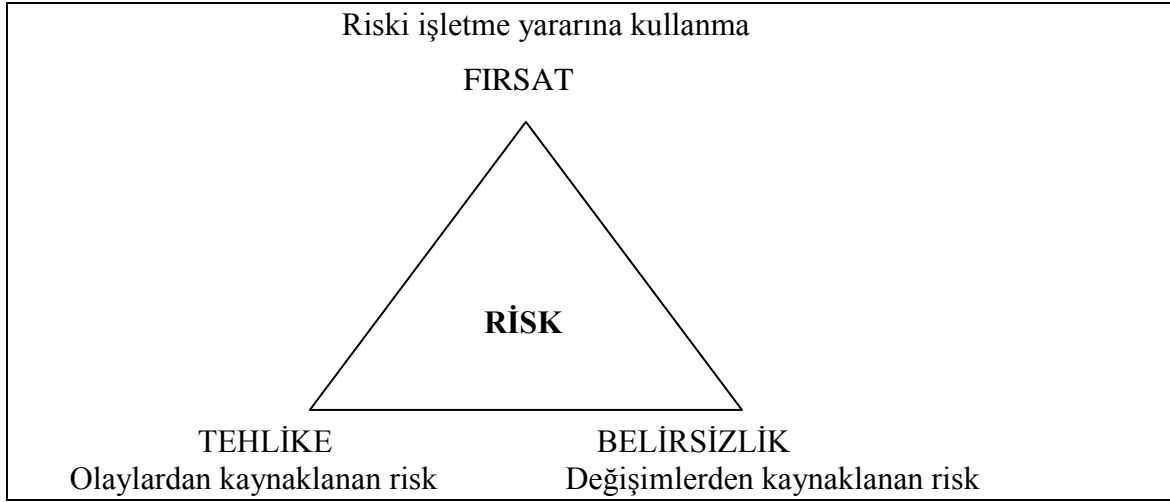 Riski işletme yararına kullanma
FIRSAT
RİSK
TEHLİKE BELİRSİZLİK
Olaylardan kaynaklanan risk Değişimlerden kaynaklanan risk